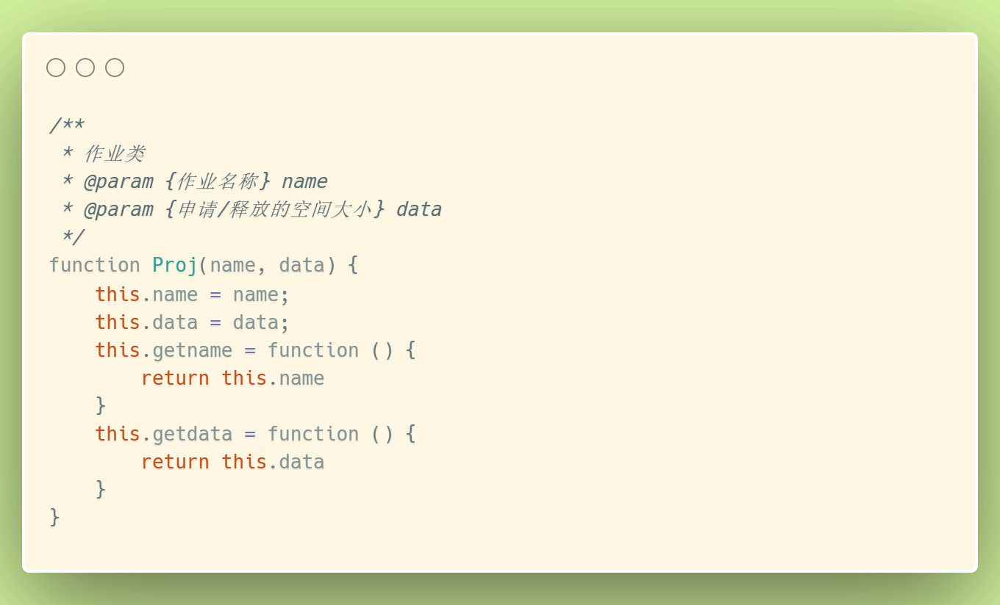 /**
 * 作业类
 * @param {作业名称} name
 * @param {申请/释放的空间大小} data
 */
function Proj(name, data) {
    this.name = name;
    this.data = data;
    this.getname = function () {
        return this.name
    }
    this.getdata = function () {
        return this.data
    }
}